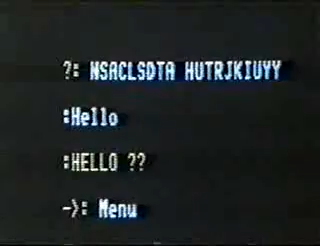 ?: NSACLSDTA HUTRJKIUYY
:Hello
:HELLO ??
->: Menu